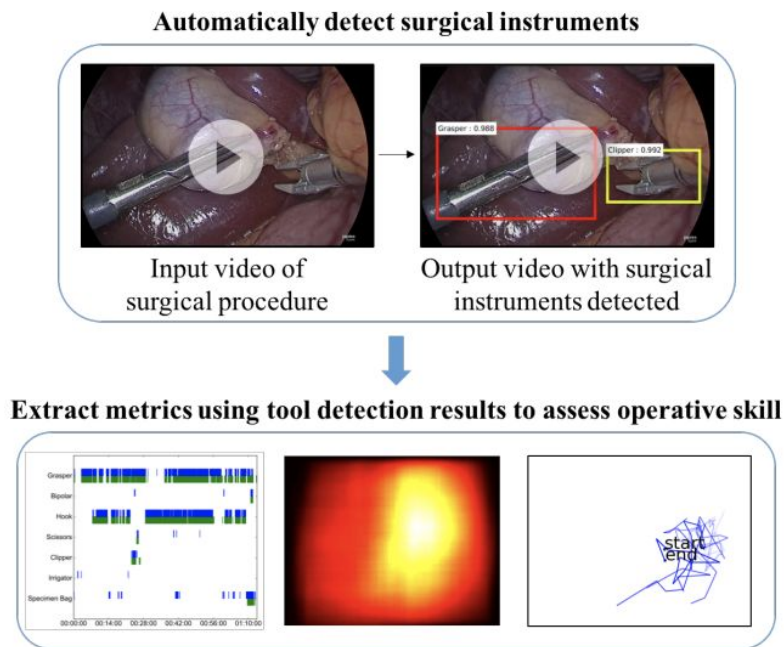 Automatically detect surgical instruments
Grasper : 0.988
Clipper : 0.992
Input video of
surgical procedure
Output video with surgical
instruments detected
Extract metrics using tool detection results to assess operative skill
Grasper
Bipolar
Hook
Scissors
Clipper
Irrigator
Specimen Bag
00:00:00 00:14:00 00:28:00 00:42:00 00:56:00 01:10:00
start
end